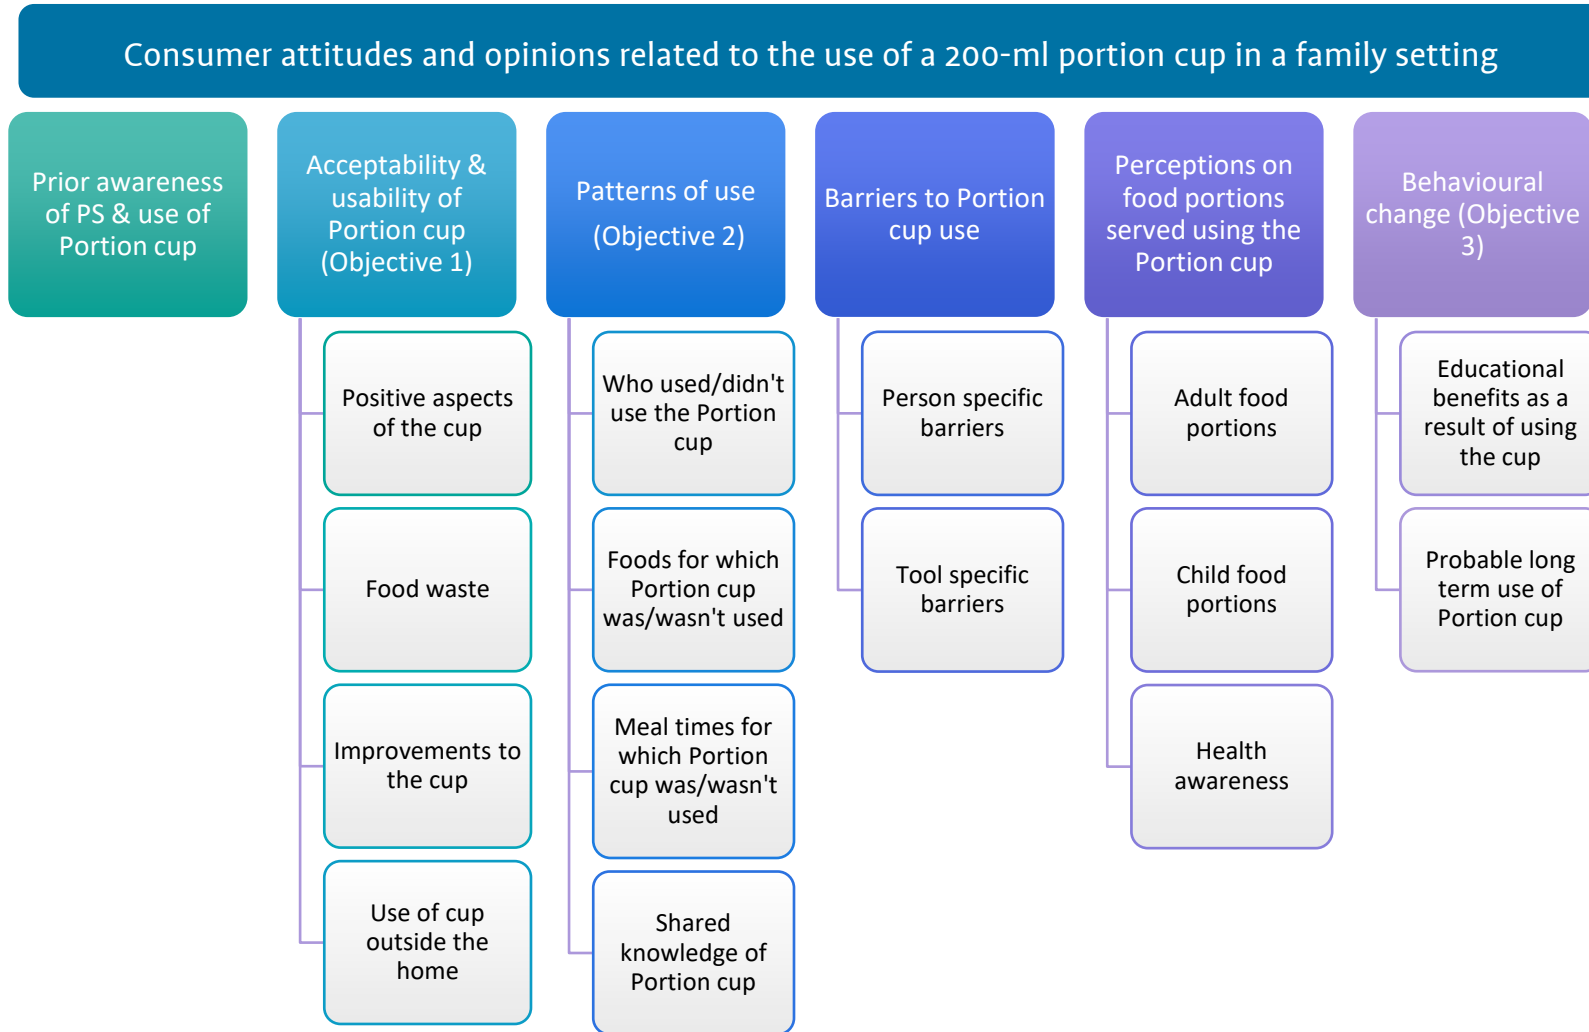 Consumer attitudes and opinions related to the use of a 200-ml portion cup in a family setting
Prior awareness
of PS & use of
Portion cup
Acceptability &
usability of
Portion cup
(Objective 1)
Positive aspects
of the cup
Food waste
Improvements to
the cup
Use of cup
outside the
home
Patterns of use
(Objective 2)
Who used/didn't
use the Portion
cup
Foods for which
Portion cup
was/wasn't used
Meal times for
which Portion
cup was/wasn't
used
Shared
knowledge of
Portion cup
Barriers to Portion
cup use
Person specific
barriers
Tool specific
barriers
Perceptions on
food portions
served using the
Portion cup
Adult food
portions
Child food
portions
Health
awareness
Behavioural
change (Objective
3)
Educational
benefits as a
result of using
the cup
Probable long
term use of
Portion cup